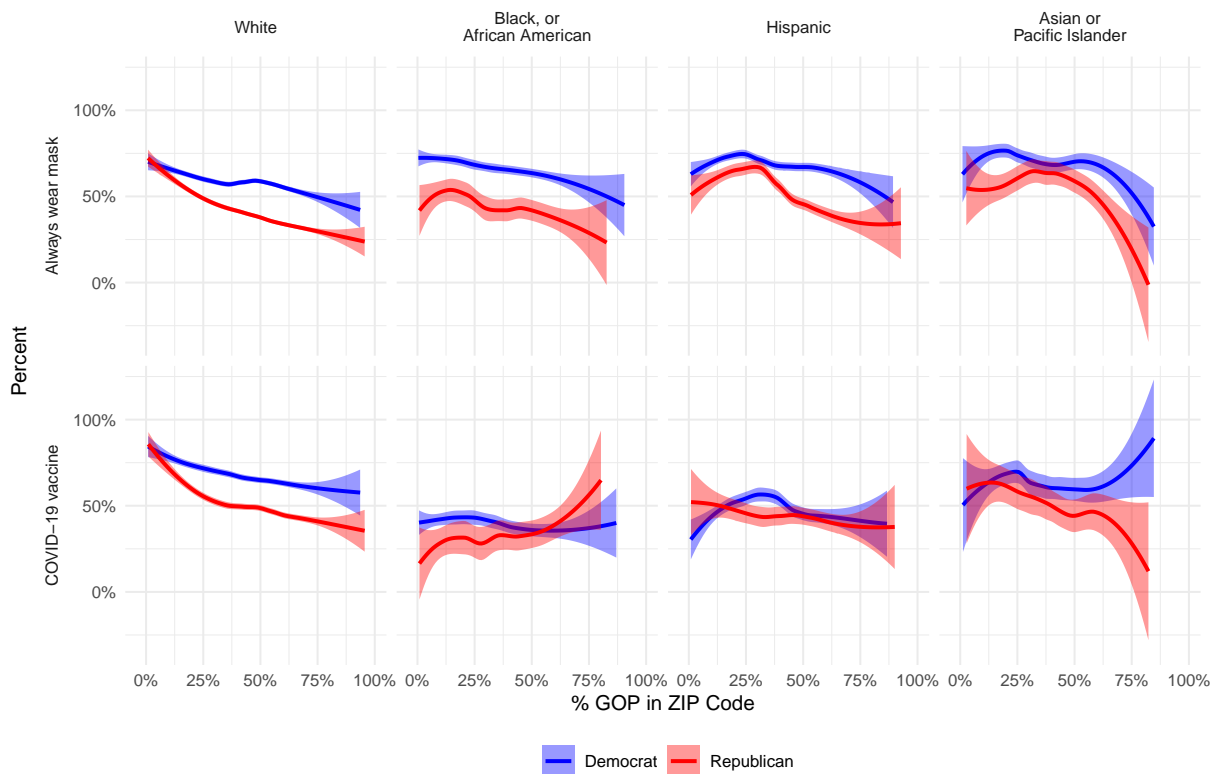 White
Black, or
African American
Hispanic
Asian or
Pacific Islander
Percent
Always wear mask
100%
50%
0%
COVID−19 vaccine
100%
50%
0%
0% 25% 50% 75% 100%
0% 25% 50% 75% 100%
0% 25% 50% 75% 100%
0% 25% 50% 75% 100%
% GOP in ZIP Code
Democrat
Republican